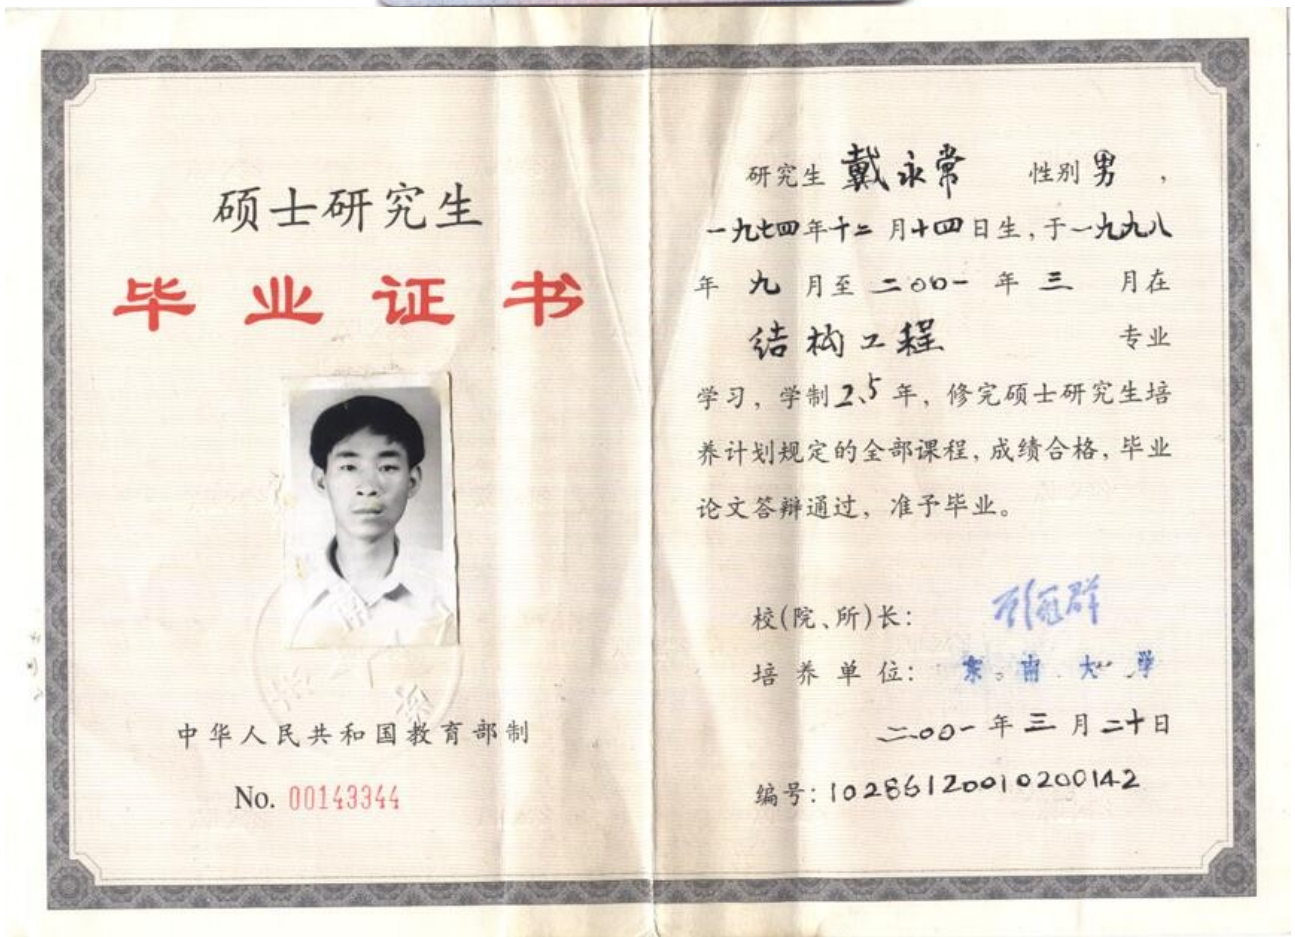 硕士研究生
毕业证书
中华人民共和国教育部制
No. 00143344
研究生 戴永常 性别 男，
一九七四年十二月十四日生，于一九九八
年 九 月至 二〇〇一 年 三 月在
结构工程 专业
学习，学制2.5年，修完硕士研究生培
养计划规定的全部课程，成绩合格，毕业
论文答辩通过，准予毕业。
校(院、所)长：
培养单位：东南大学
二〇〇一年三月二十日
编号：10286120010200142